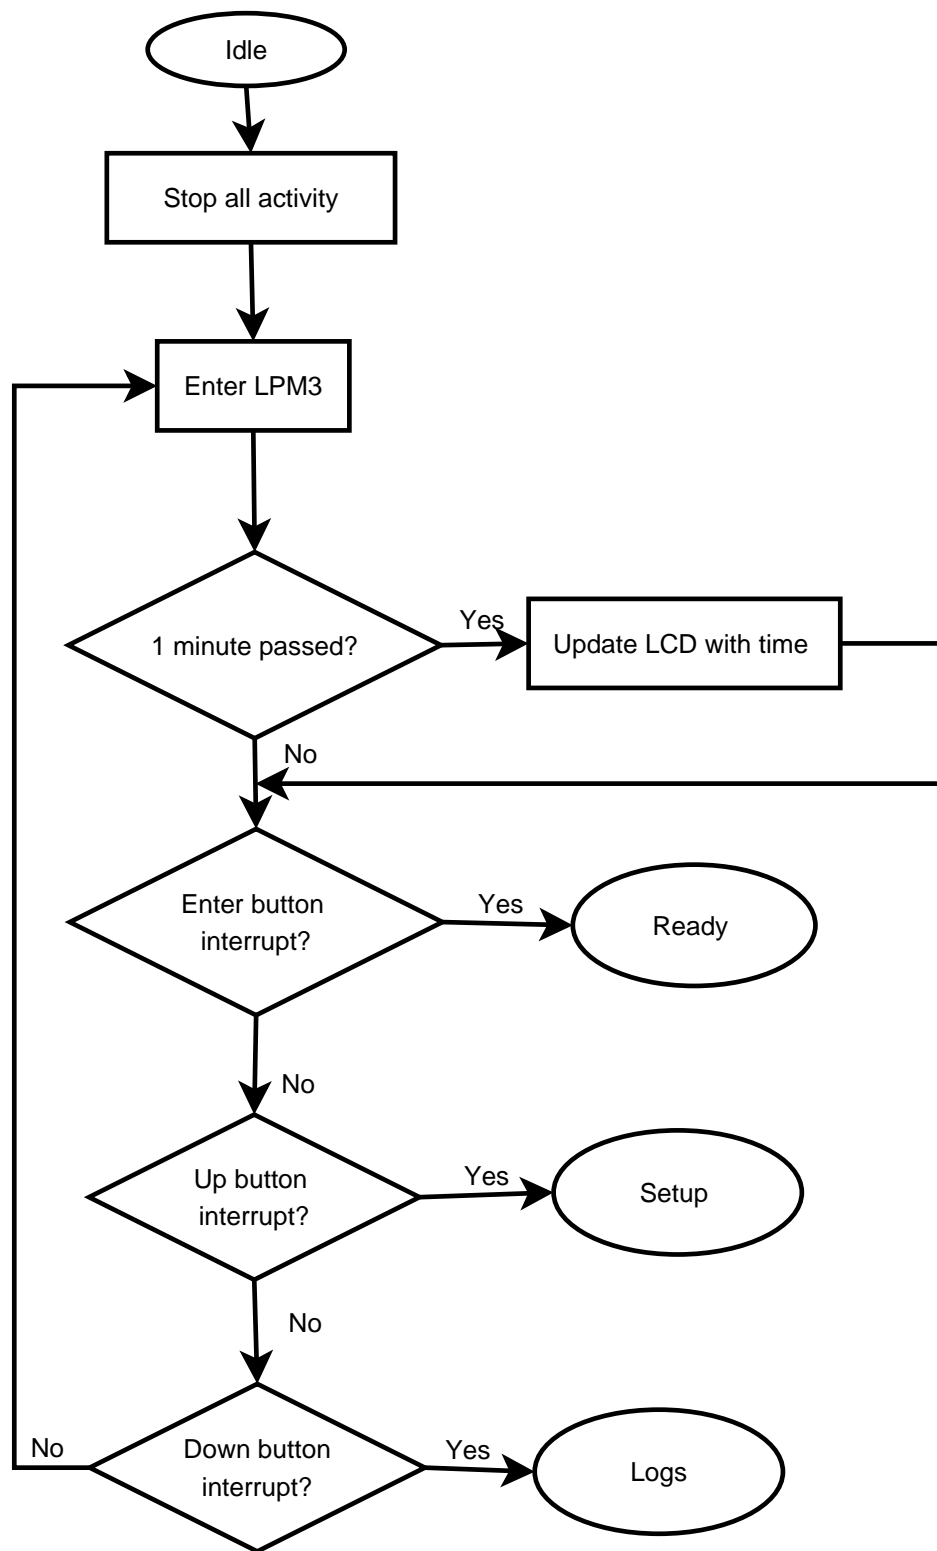 Idle
Stop all activity
Enter LPM3
1 minute passed?
Yes
Update LCD with time
No
Enter button
interrupt?
Yes
Ready
No
Up button
interrupt?
Yes
Setup
No
Down button
interrupt?
No
Yes
Logs